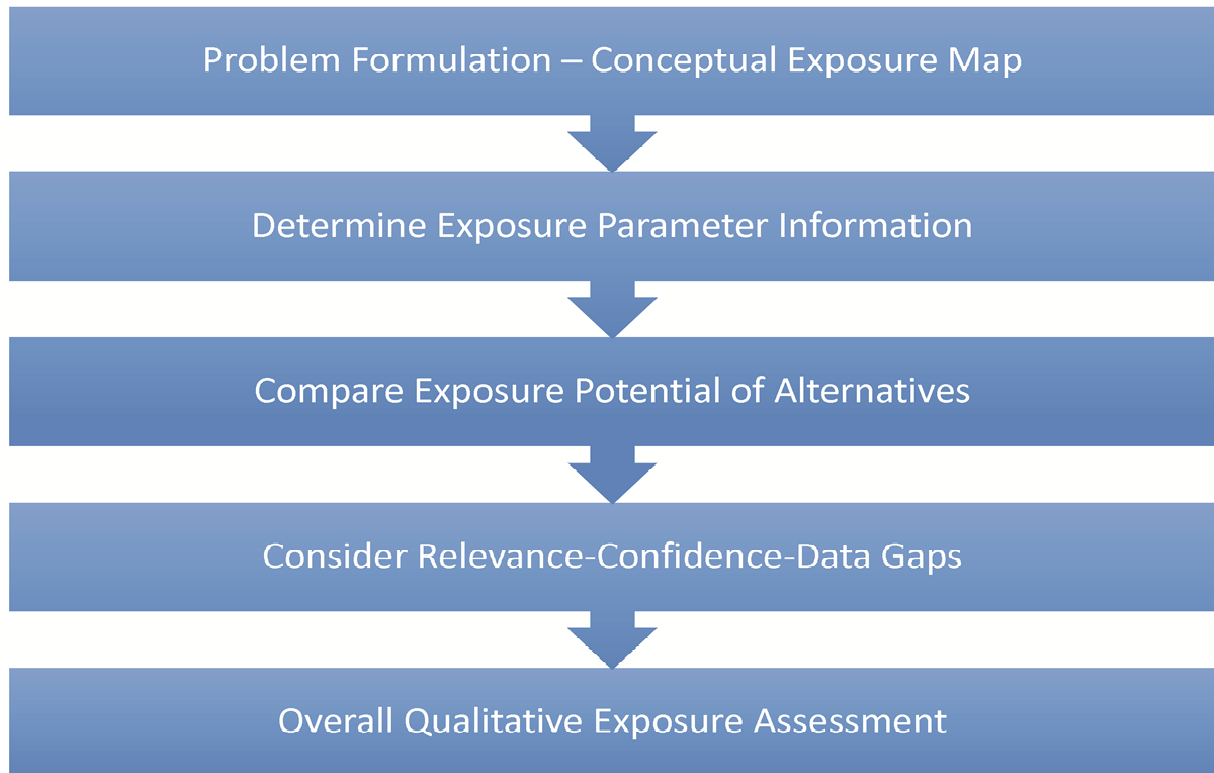 Problem Formulation – Conceptual Exposure Map
Determine Exposure Parameter Information
Compare Exposure Potential of Alternatives
Consider Relevance-Confidence-Data Gaps
Overall Qualitative Exposure Assessment